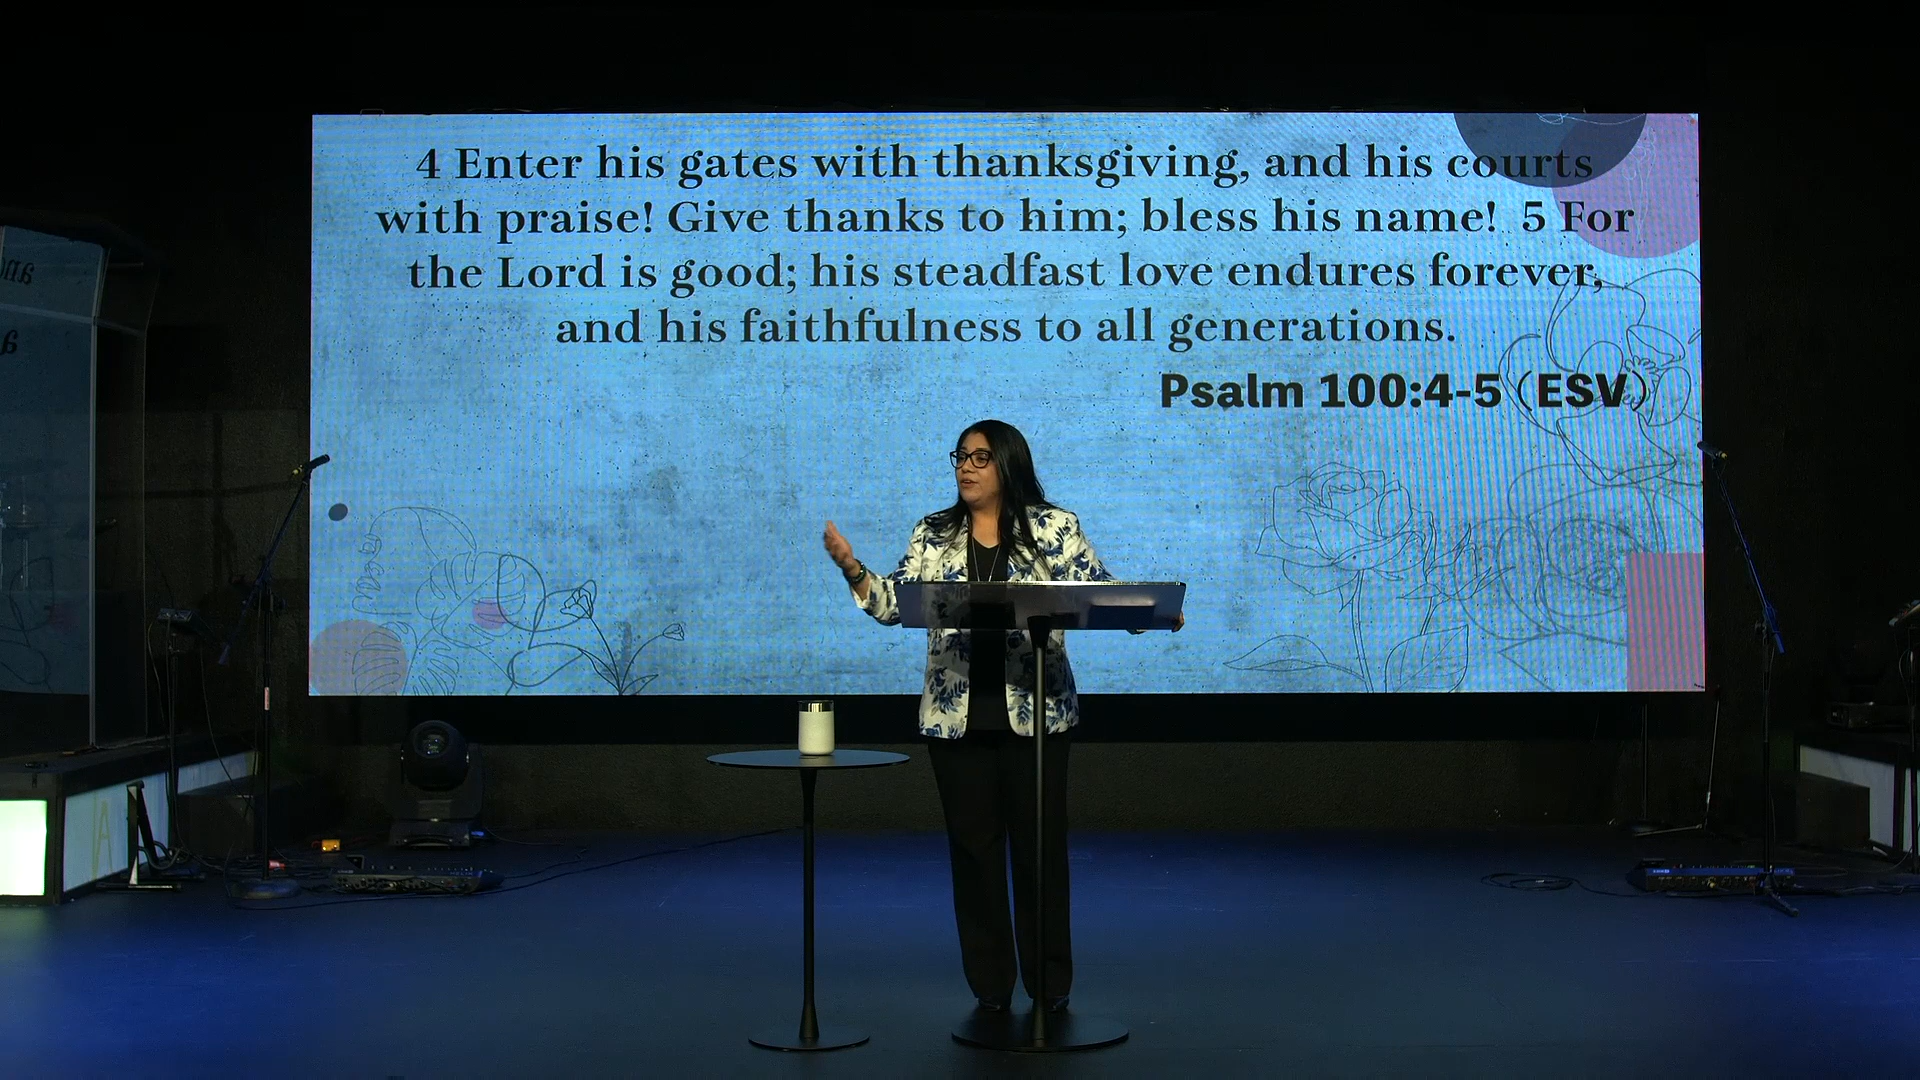 4 Enter his gates with thanksgiving, and his courts
with praise! Give thanks to him; bless his name! 5 For
the Lord is good; his steadfast love endures forever,
and his faithfulness to all generations.
Psalm 100:4-5 (ESV)